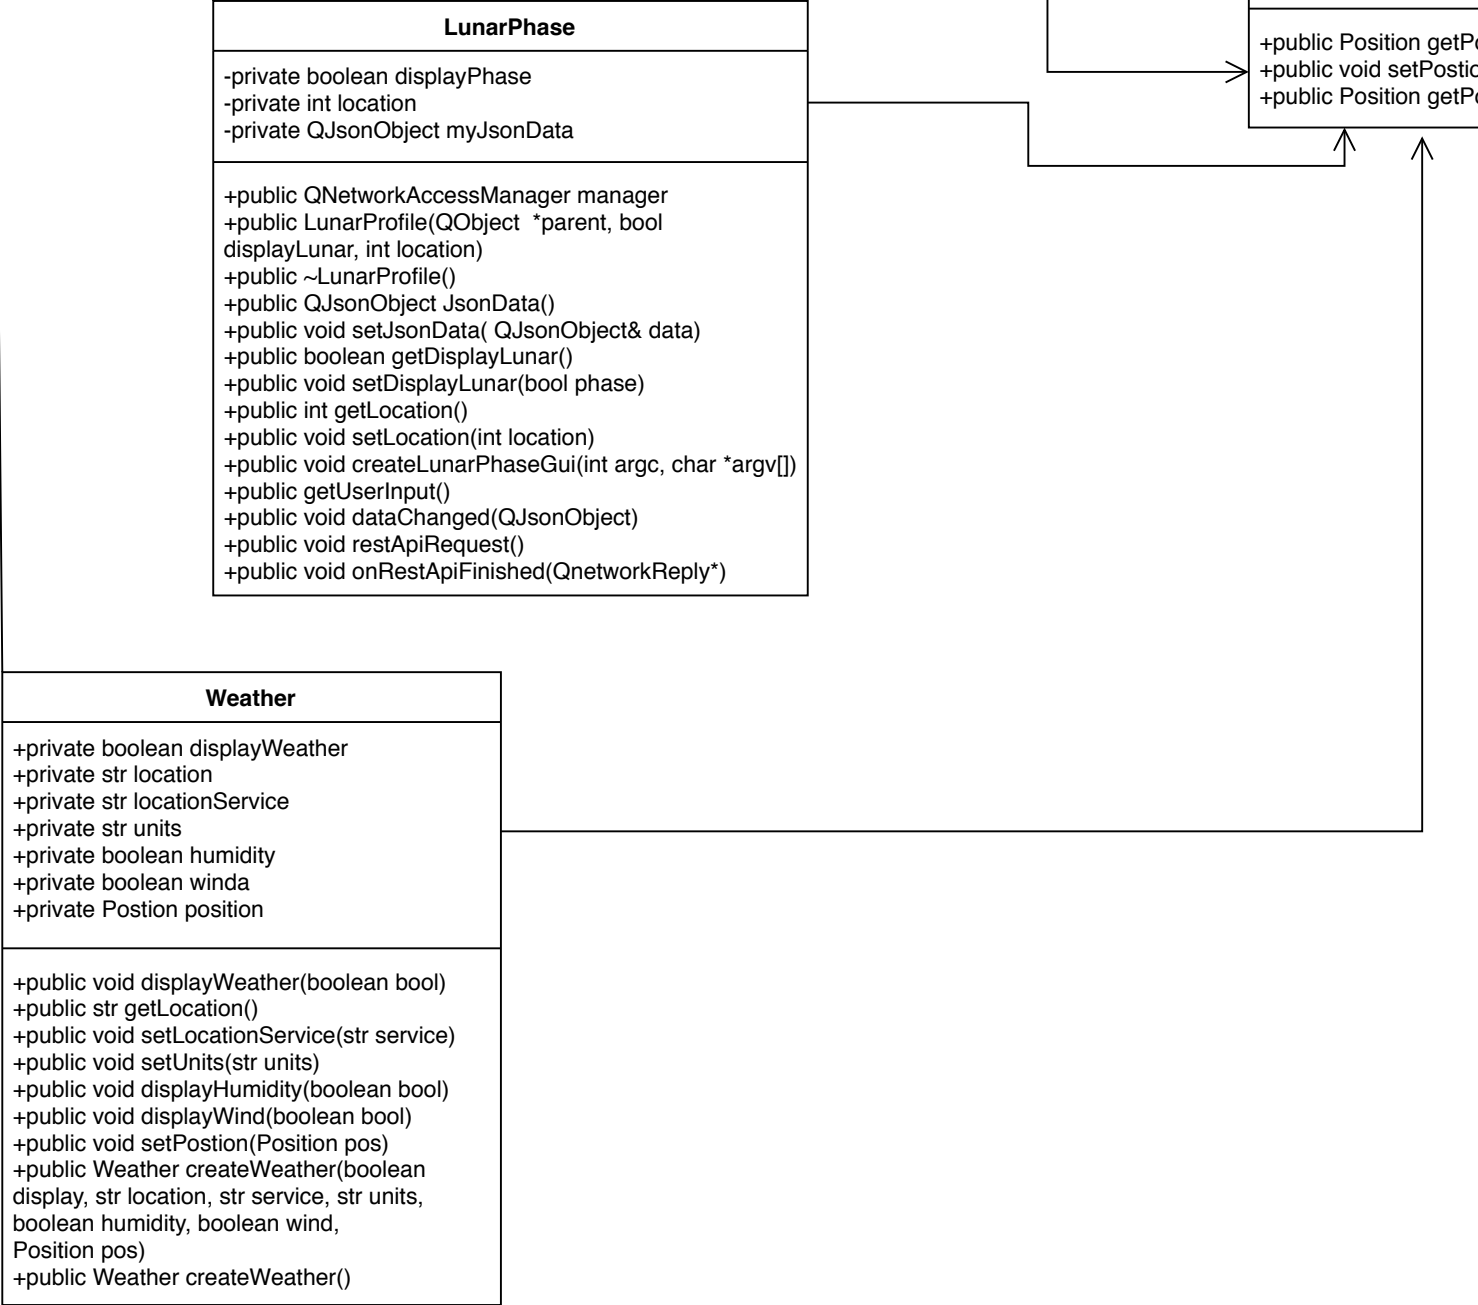 LunarPhase
-private boolean displayPhase
-private int location
-private QJsonObject myJsonData
+public QNetworkAccessManager manager
+public LunarProfile(QObject  *parent, bool
displayLunar, int location)
+public ~LunarProfile()
+public QJsonObject JsonData()
+public void setJsonData( QJsonObject& data)
+public boolean getDisplayLunar()
+public void setDisplayLunar(bool phase)
+public int getLocation()
+public void setLocation(int location)
+public void createLunarPhaseGui(int argc, char *argv[])
+public getUserInput()
+public void dataChanged(QJsonObject)
+public void restApiRequest()
+public void onRestApiFinished(QnetworkReply*)
+public Position
+public void
+public Position
Weather
+private boolean displayWeather
+private str location
+private str locationService
+private str units
+private boolean humidity
+private boolean winda
+private Postion position
+public void displayWeather(boolean bool)
+public str getLocation()
+public void setLocationService(str service)
+public void setUnits(str units)
+public void displayHumidity(boolean bool)
+public void displayWind(boolean bool)
+public void setPostion(Position pos)
+public Weather createWeather(boolean
display, str location, str service, str units,
boolean humidity, boolean wind,
Position pos)
+public Weather createWeather()